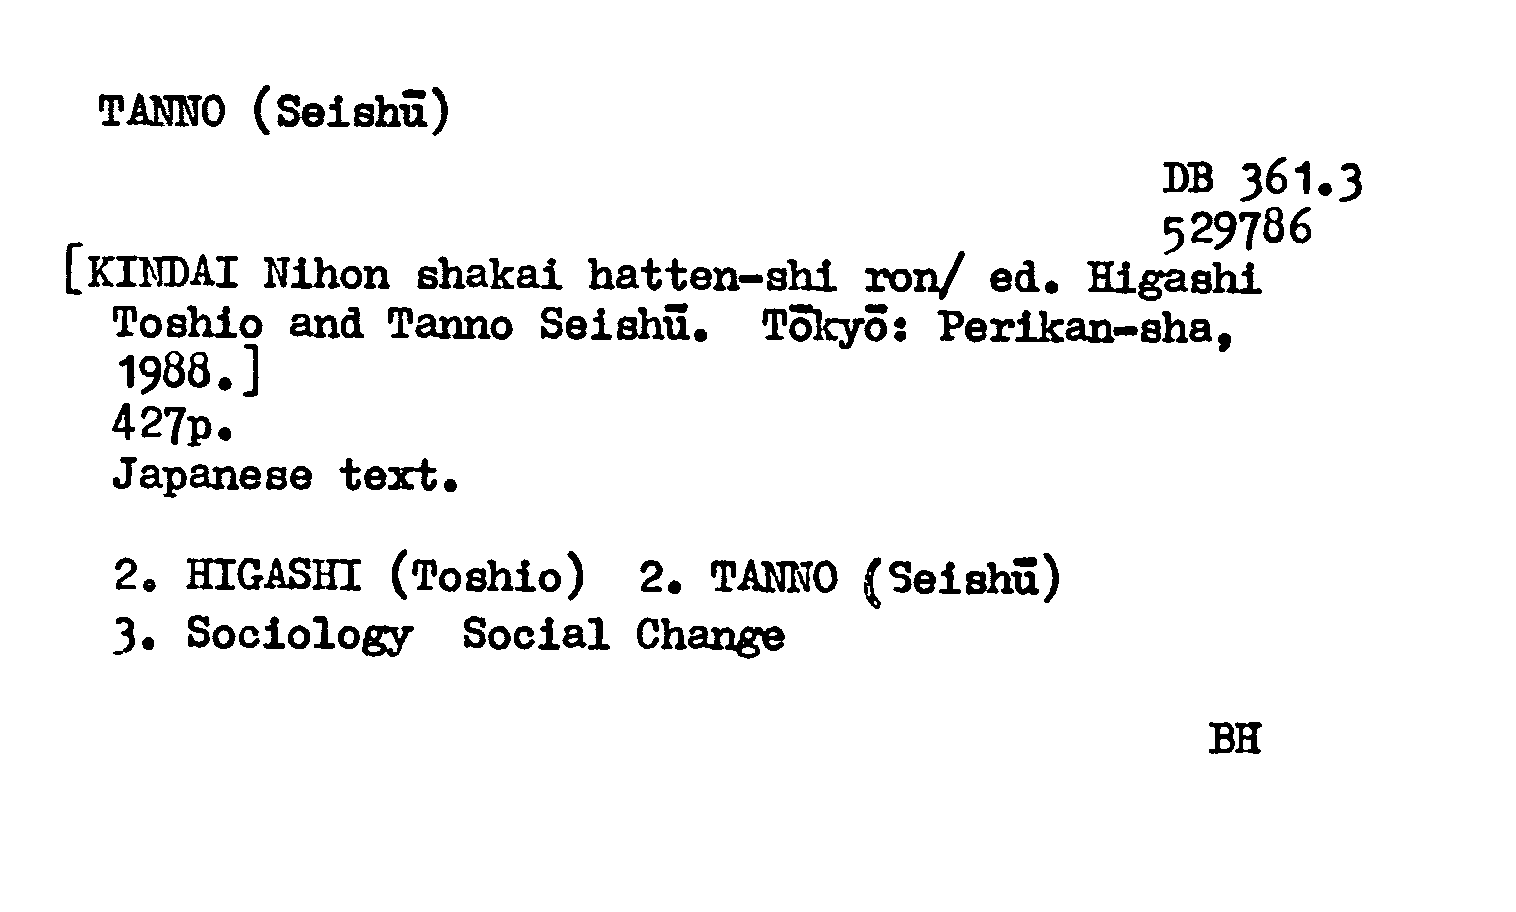 TANNO (Seishū)
DB 361.3
529786
[KINDAI Nihon shakai hatten-shi ron/ ed. Higashi
Toshio and Tanno Seishū. Tōkyō: Perikan-sha,
1988.]
427p.
Japanese text.
2. HIGASHI (Toshio) 2. TANNO (Seishū)
3. Sociology Social Change
BH